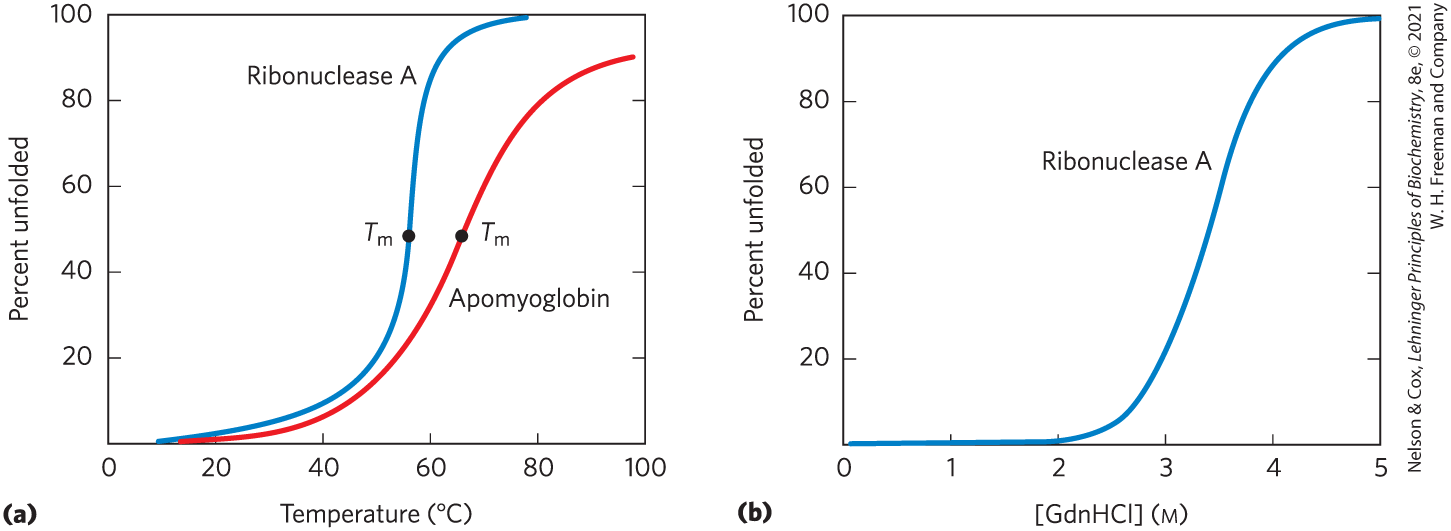 100
80
60
40
20
Percent unfolded
Ribonuclease A
Tm
Tm
Apomyoglobin
0 20 40 60 80 100
(a) Temperature (°C)
100
80
60
40
20
Percent unfolded
Ribonuclease A
0 1 2 3 4 5
(b) [GdnHCl] (M)
Nelson & Cox, Lehninger Principles of Biochemistry, 8e, © 2021
W. H. Freeman and Company